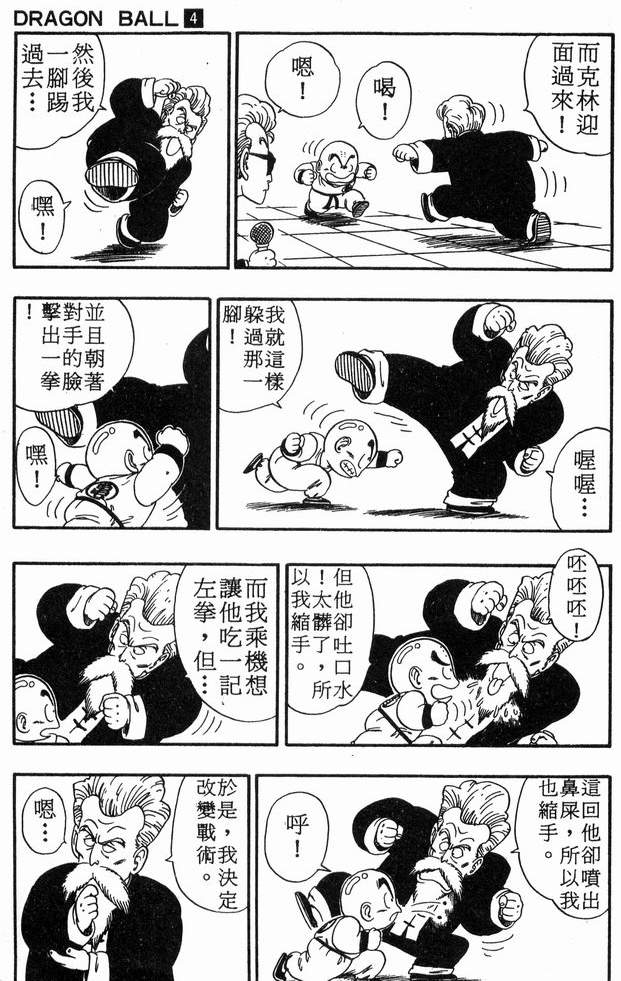 DRAGON BALL 4
而克林迎
面過來！
喝！
嗯！
然後我
一腳踢
過去…
嘿！
我就這樣
躲過那一
腳！
喔喔…
並且朝著
對手的臉
擊出一拳
！
嘿！
呸呸呸！
但他卻吐口水
！太髒了，所
以我縮手。
而我乘機想
讓他吃一記
左拳，但…
這回他卻噴出
鼻屎，所以我
也縮手。
呼！
於是，我決定
改變戰術。
嗯…